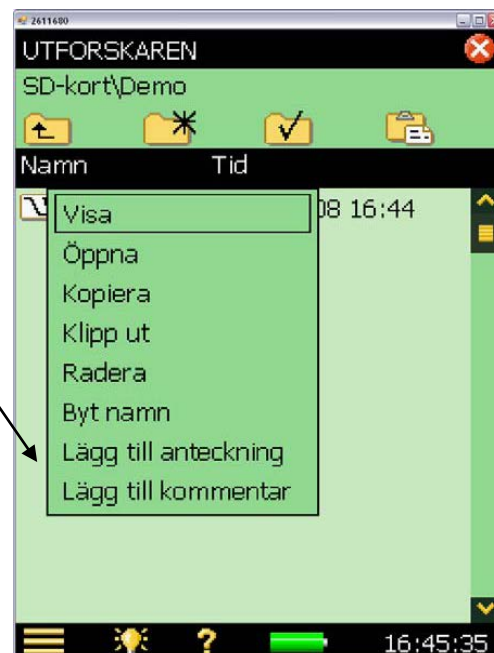 2611680
UTFORSKAREN
SD-kort\Demo
Namn Tid
08 16:44
Visa
Öppna
Kopiera
Klipp ut
Radera
Byt namn
Lägg till anteckning
Lägg till kommentar
? 16:45:35